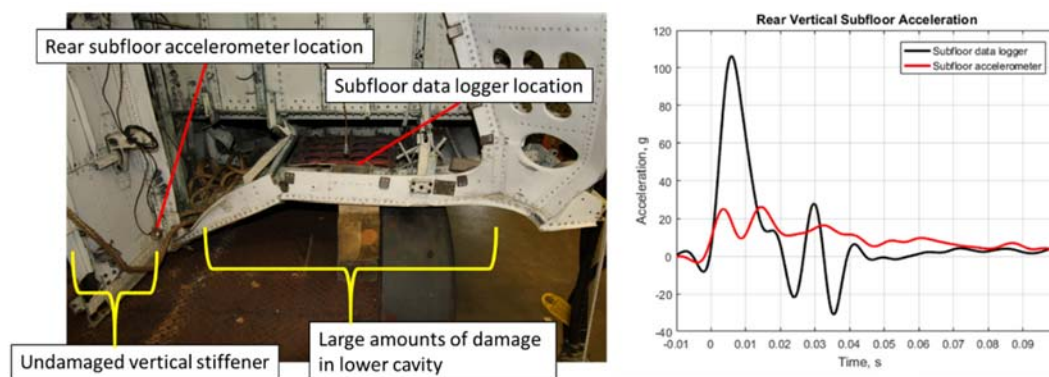 Rear subfloor accelerometer location
Subfloor data logger location
Undamaged vertical stiffener
Large amounts of damage
in lower cavity
Rear Vertical Subfloor Acceleration
Subfloor data logger
Subfloor accelerometer
Acceleration, g
120
100
80
60
40
20
0
-20
-40
-0.01 0 0.01 0.02 0.03 0.04 0.05 0.06 0.07 0.08 0.09
Time, s